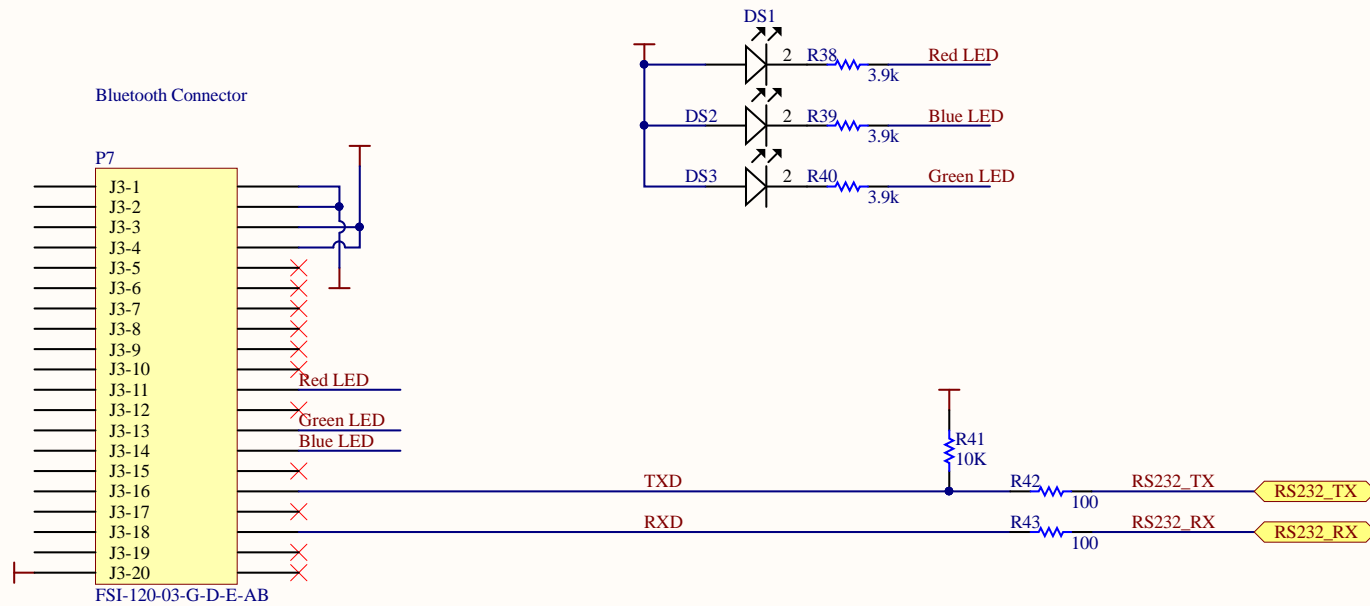 DS1
2 R38 Red LED
3.9k
Bluetooth Connector
DS2 2 R39 Blue LED
3.9k
P7
DS3 2 R40 Green LED
3.9k
J3-1
J3-2
J3-3
J3-4
J3-5
J3-6
J3-7
J3-8
J3-9
J3-10
J3-11 Red LED
J3-12
J3-13 Green LED
J3-14 Blue LED
R41
10K
J3-15
J3-16 TXD R42 RS232_TX RS232_TX
100
J3-17
J3-18 RXD R43 RS232_RX RS232_RX
100
J3-19
J3-20
FSI-120-03-G-D-E-AB